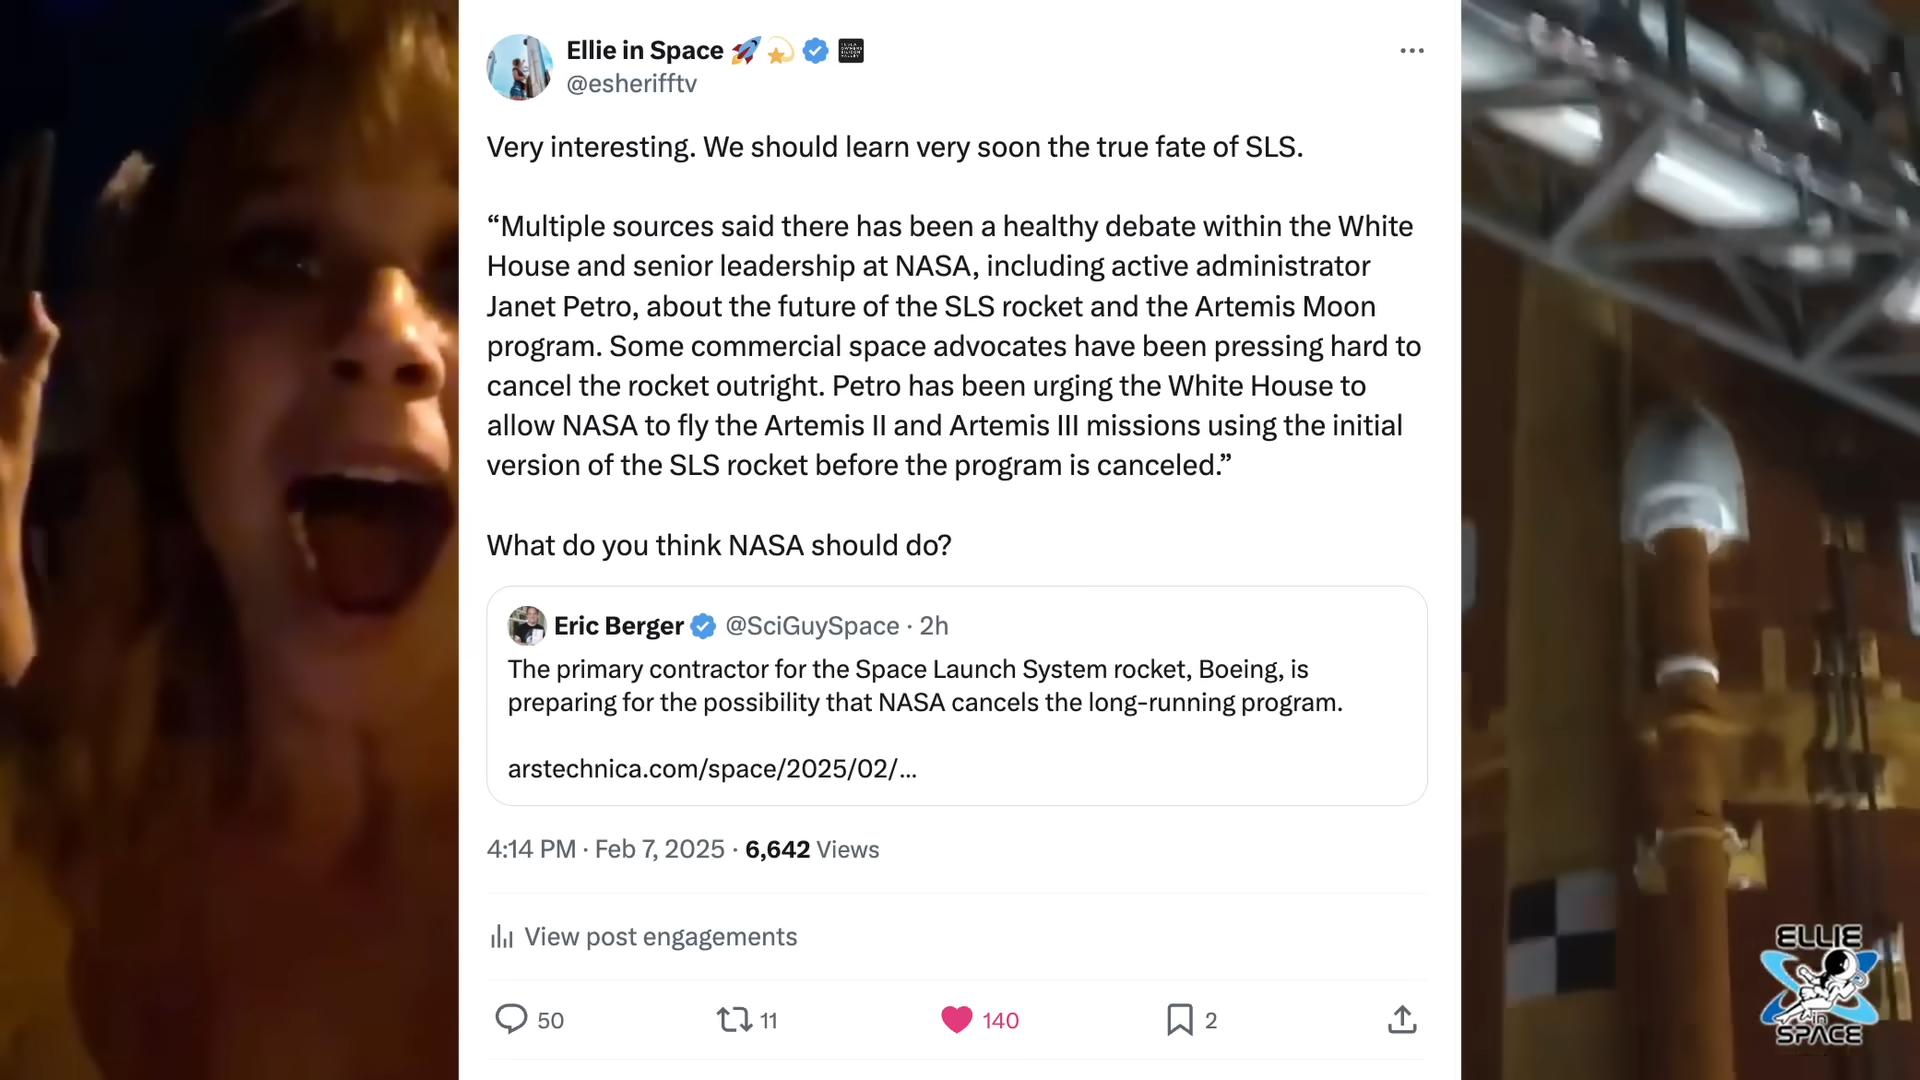 Ellie in Space
@esherifftv
Very interesting. We should learn very soon the true fate of SLS.
“Multiple sources said there has been a healthy debate within the White
House and senior leadership at NASA, including active administrator
Janet Petro, about the future of the SLS rocket and the Artemis Moon
program. Some commercial space advocates have been pressing hard to
cancel the rocket outright. Petro has been urging the White House to
allow NASA to fly the Artemis II and Artemis III missions using the initial
version of the SLS rocket before the program is canceled.”
What do you think NASA should do?
Eric Berger @SciGuySpace · 2h
The primary contractor for the Space Launch System rocket, Boeing, is
preparing for the possibility that NASA cancels the long-running program.
arstechnica.com/space/2025/02/...
4:14 PM · Feb 7, 2025 · 6,642 Views
View post engagements
50 11 140 2
ELLIE
in
SPACE